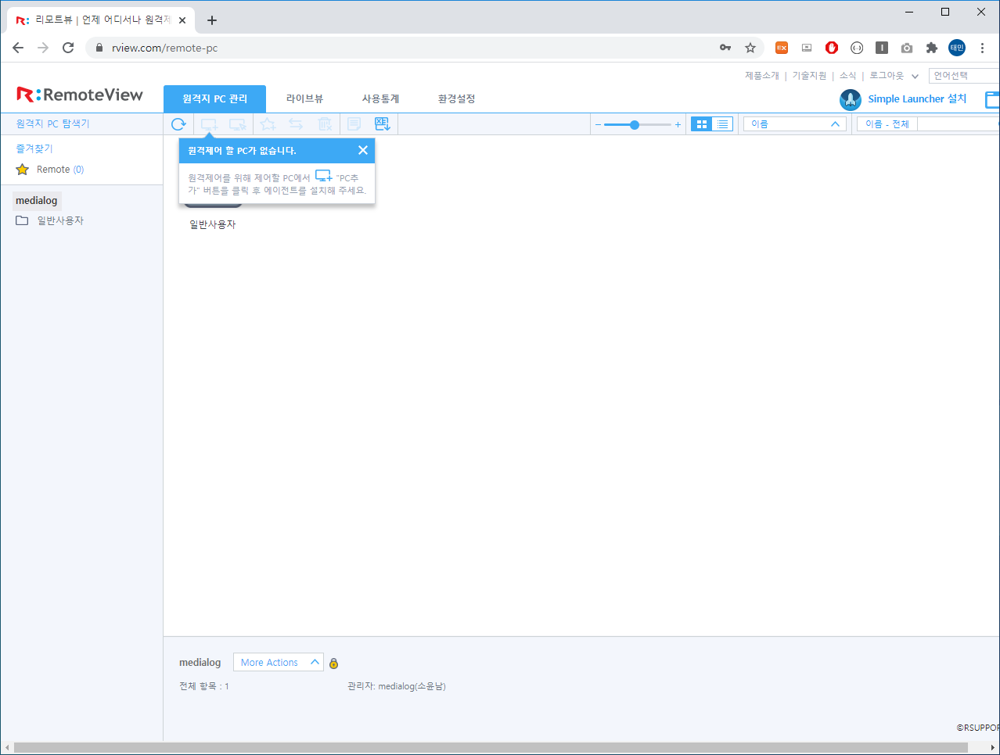 리모트뷰 | 언제 어디서나 원격제
rview.com/remote-pc
태민
제품소개 | 기술지원 | 소식 | 로그아웃
언어선택
R:RemoteView
원격지 PC 관리
라이브뷰
사용통계
환경설정
Simple Launcher 설치
원격지 PC 탐색기
이름
이름 - 전체
즐겨찾기
Remote (0)
원격제어 할 PC가 없습니다.
원격제어를 위해 제어할 PC에서 "PC추
가" 버튼을 클릭 후 에이전트를 설치해 주세요.
medialog
일반사용자
일반사용자
medialog
More Actions
전체 항목 : 1
관리자: medialog(소윤남)
©RSUPPOR